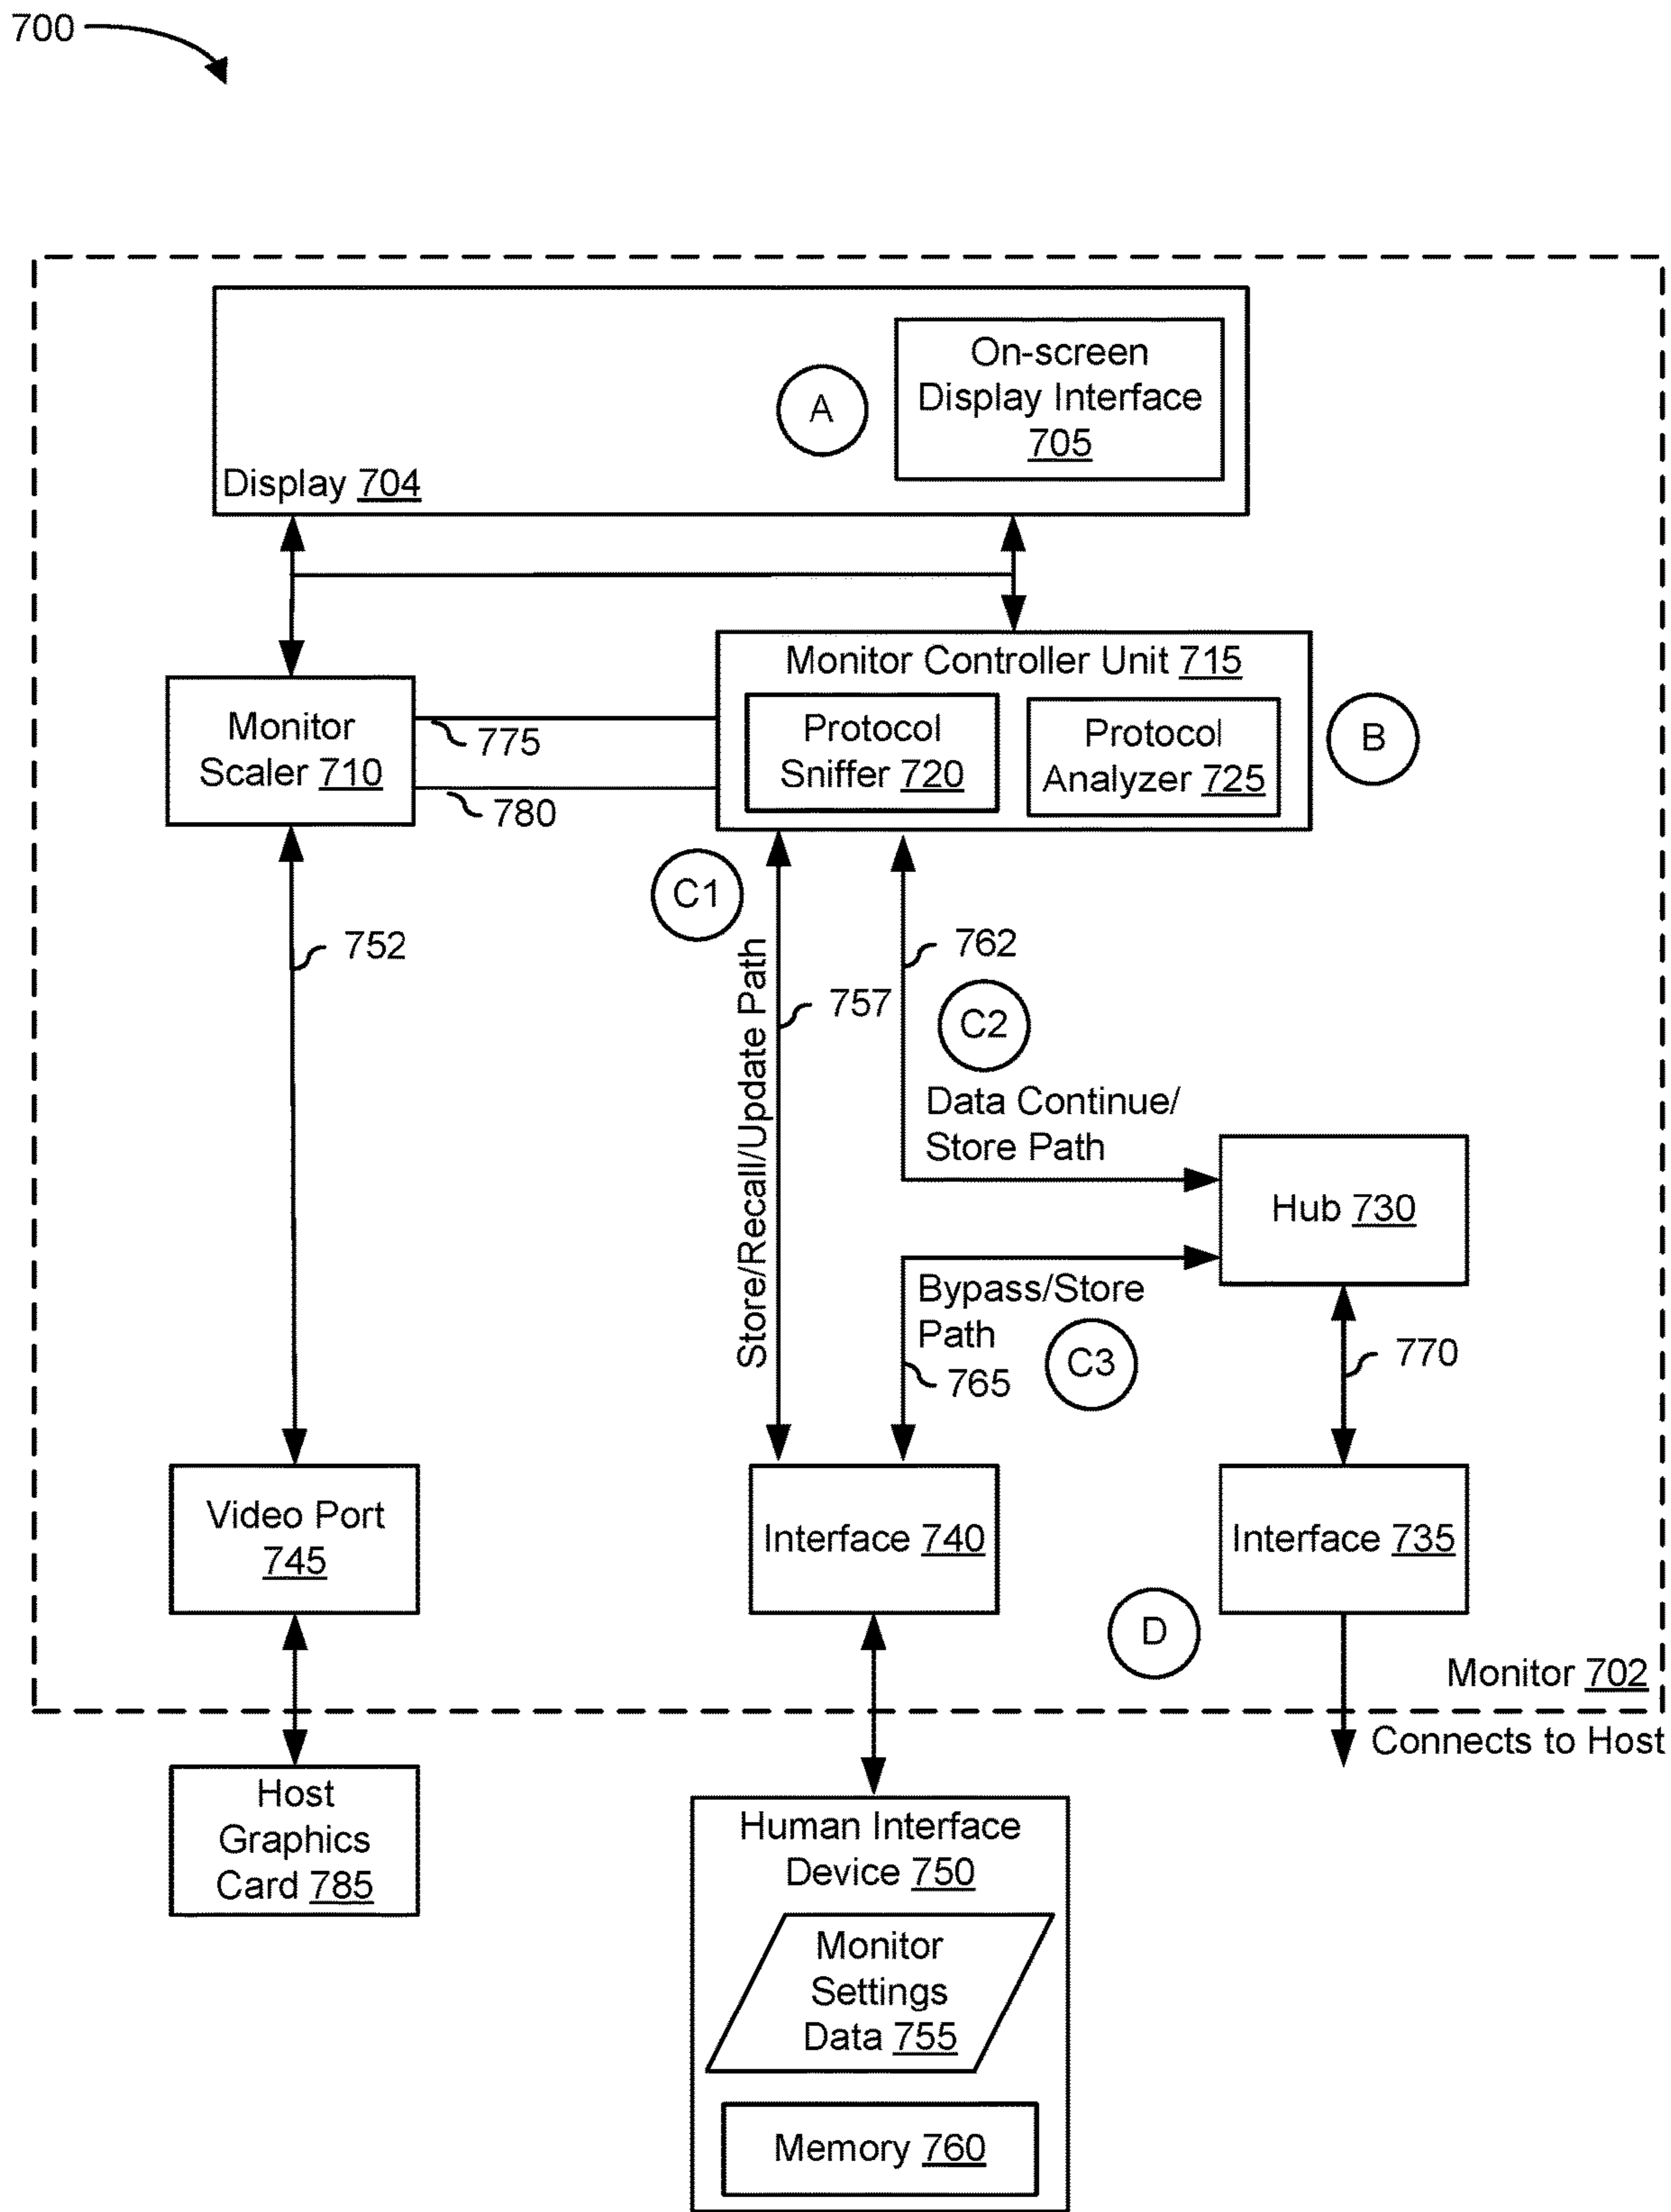 700
On-screen
Display Interface
705
A
Display 704
Monitor Controller Unit 715
Monitor
Scaler 710
775
780
Protocol
Sniffer 720
Protocol
Analyzer 725
B
C1
752
762
757
C2
Store/Recall/Update Path
Data Continue/
Store Path
Hub 730
Bypass/Store
Path
765
C3
770
Video Port
745
Interface 740
Interface 735
D
Monitor 702
Connects to Host
Host
Graphics
Card 785
Human Interface
Device 750
Monitor
Settings
Data 755
Memory 760